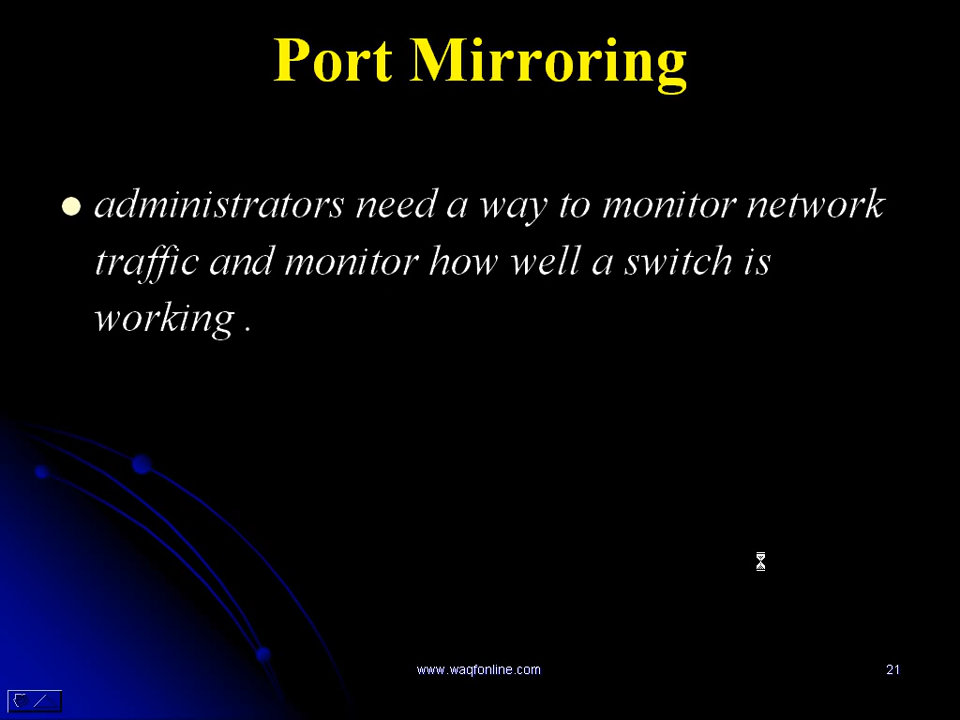 Port Mirroring
administrators need a way to monitor network
traffic and monitor how well a switch is
working .
www.waqfonline.com
21